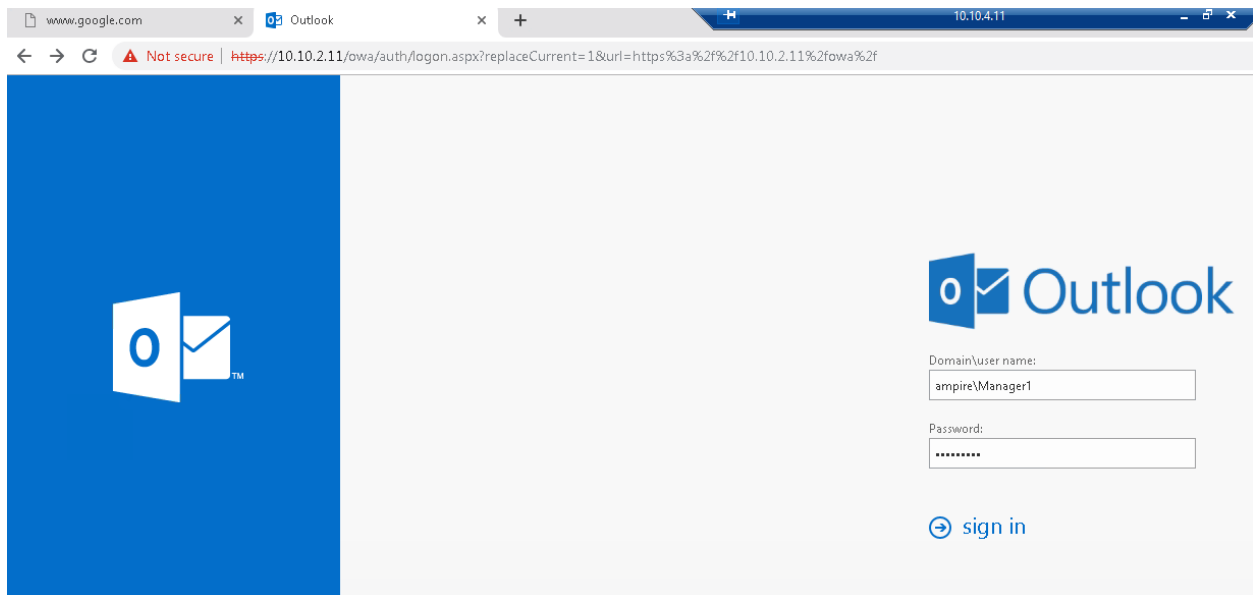 www.google.com
Outlook
10.10.4.11
Not secure
https://10.10.2.11/owa/auth/logon.aspx?replaceCurrent=1&url=https%3a%2f%2f10.10.2.11%2fowa%2f
Outlook
Domain\user name:
ampire\Manager1
Password:
•••••••••
sign in
O
TM